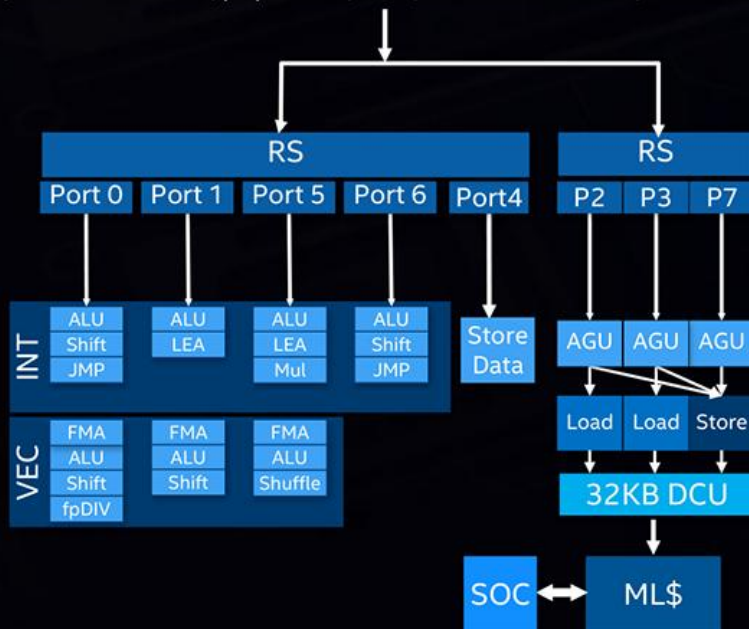 RS
RS
Port 0 Port 1 Port 5 Port 6 Port4
P2 P3 P7
INT
ALU
Shift
JMP
ALU
LEA
ALU
LEA
Mul
ALU
Shift
JMP
Store
Data
AGU AGU AGU
Load Load Store
VEC
FMA
ALU
Shift
fpDIV
FMA
ALU
Shift
FMA
ALU
Shuffle
32KB DCU
SOC
ML$